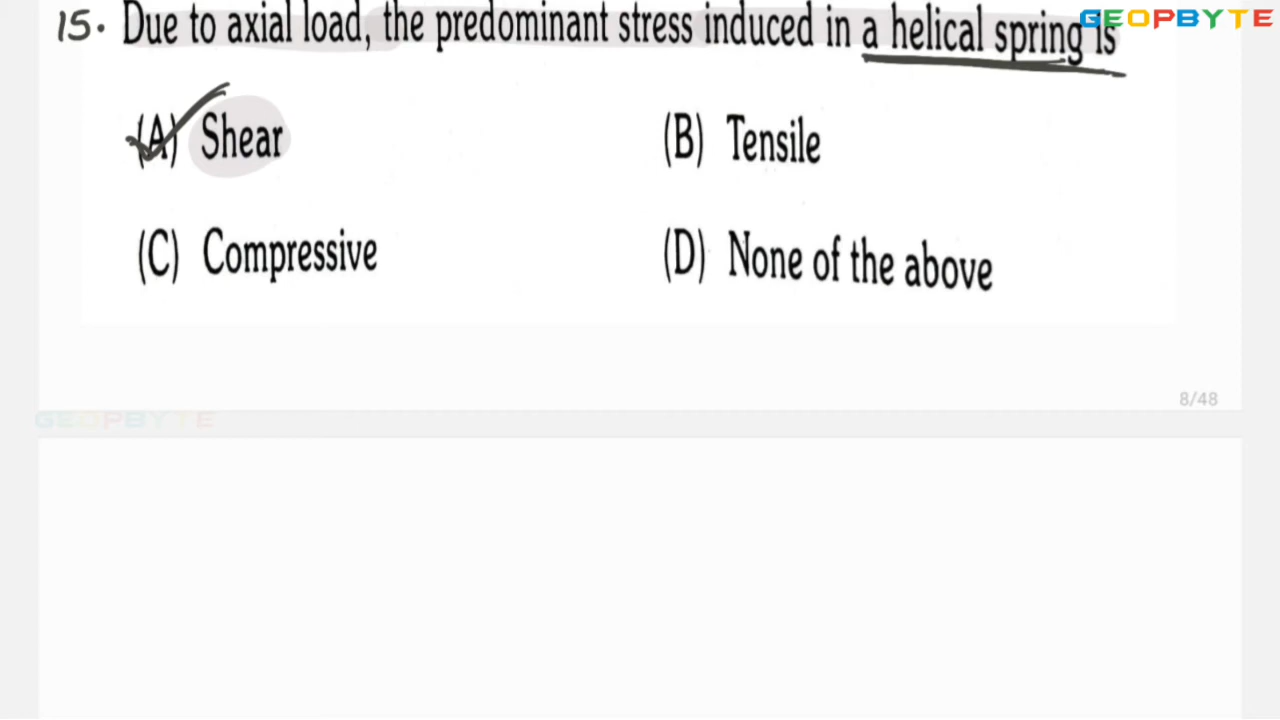 GEOPBYTE
15. Due to axial load, the predominant stress induced in a helical spring is
(A) Shear
(B) Tensile
(C) Compressive
(D) None of the above
8/48
GEOPBYTE